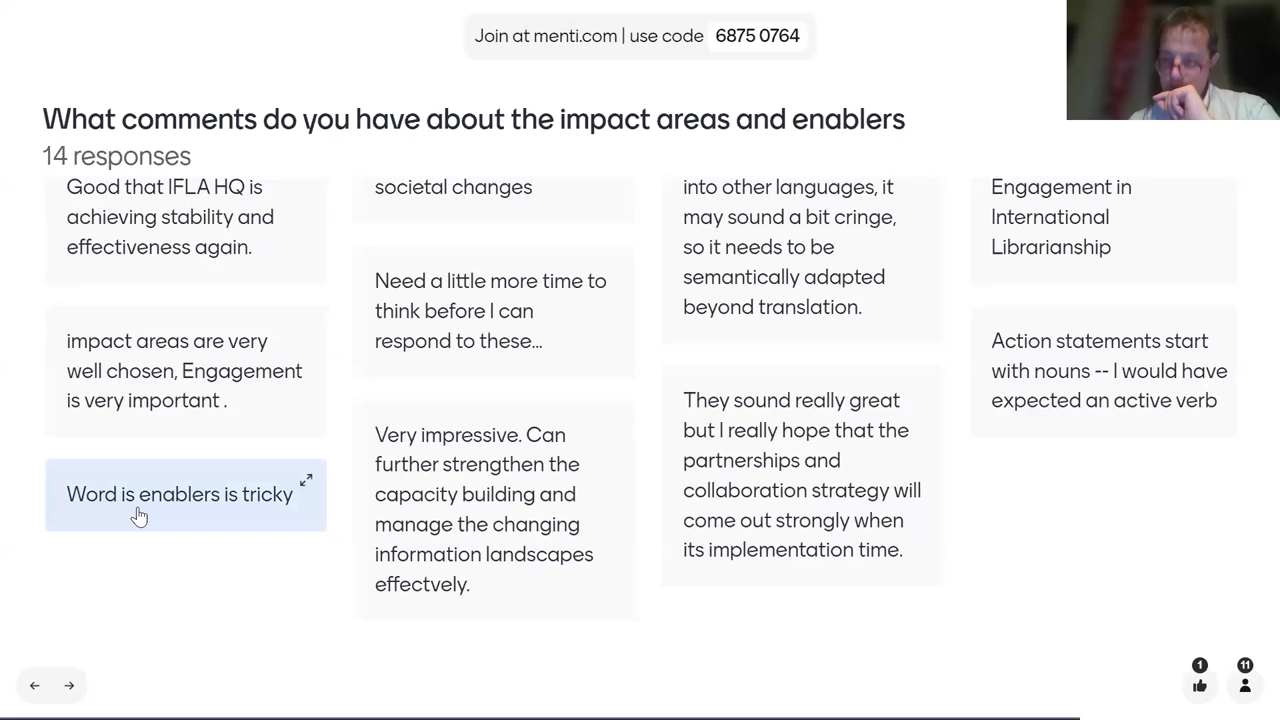 Join at menti.com | use code 6875 0764
What comments do you have about the impact areas and enablers
14 responses
Good that IFLA HQ is
achieving stability and
effectiveness again.
impact areas are very
well chosen, Engagement
is very important .
Word is enablers is tricky
societal changes
Need a little more time to
think before I can
respond to these...
Very impressive. Can
further strengthen the
capacity building and
manage the changing
information landscapes
effectvely.
into other languages, it
may sound a bit cringe,
so it needs to be
semantically adapted
beyond translation.
They sound really great
but I really hope that the
partnerships and
collaboration strategy will
come out strongly when
its implementation time.
Engagement in
International
Librarianship
Action statements start
with nouns -- I would have
expected an active verb
1
11